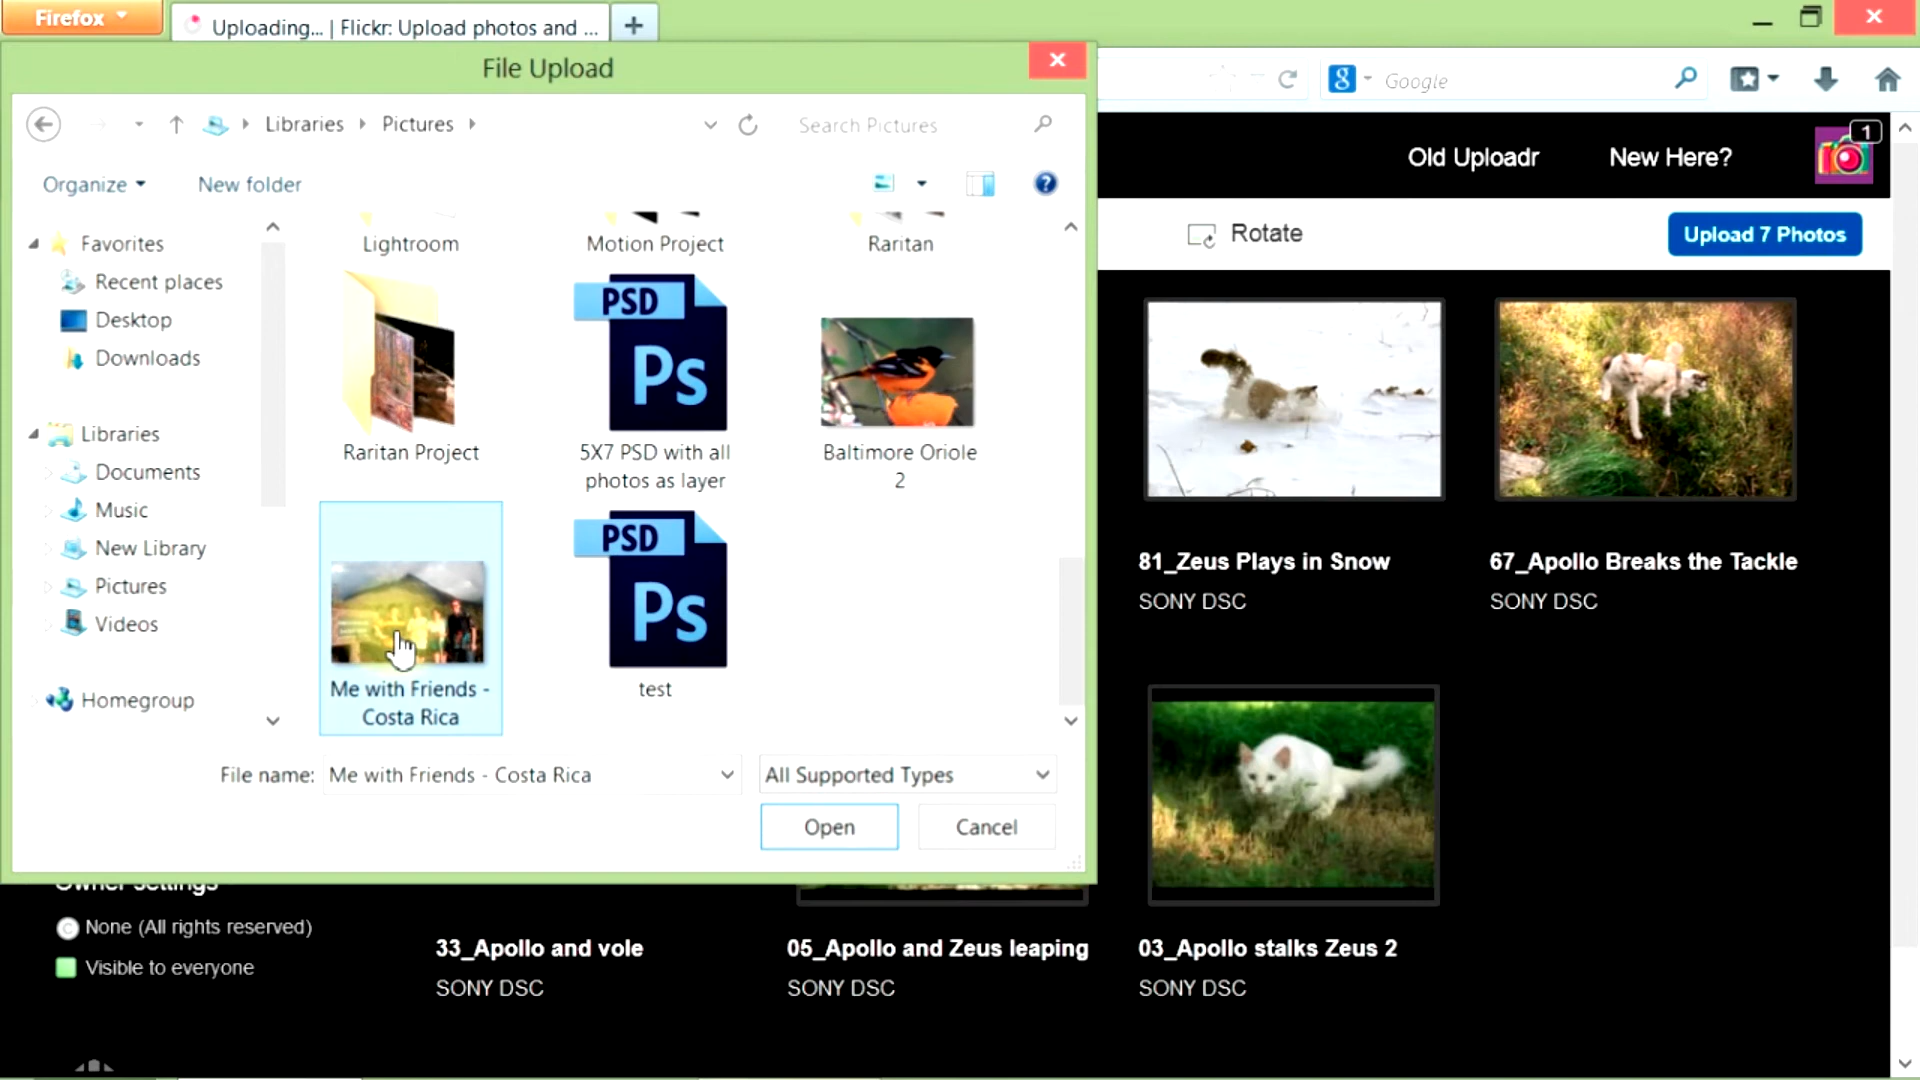 Firefox
Uploading... | Flickr: Upload photos and ...
File Upload
Google
Libraries
Pictures
Search Pictures
Old Uploadr
New Here?
1
Organize
New folder
Rotate
Upload 7 Photos
Favorites
Recent places
Desktop
Downloads
Libraries
Documents
Music
New Library
Pictures
Videos
Homegroup
Lightroom
Motion Project
Raritan
PSD
Ps
Raritan Project
5X7 PSD with all
photos as layer
Baltimore Oriole
2
PSD
Ps
Me with Friends -
Costa Rica
test
File name:
Me with Friends - Costa Rica
All Supported Types
Open
Cancel
81_Zeus Plays in Snow
SONY DSC
67_Apollo Breaks the Tackle
SONY DSC
Owner settings
None (All rights reserved)
Visible to everyone
33_Apollo and vole
SONY DSC
05_Apollo and Zeus leaping
SONY DSC
03_Apollo stalks Zeus 2
SONY DSC